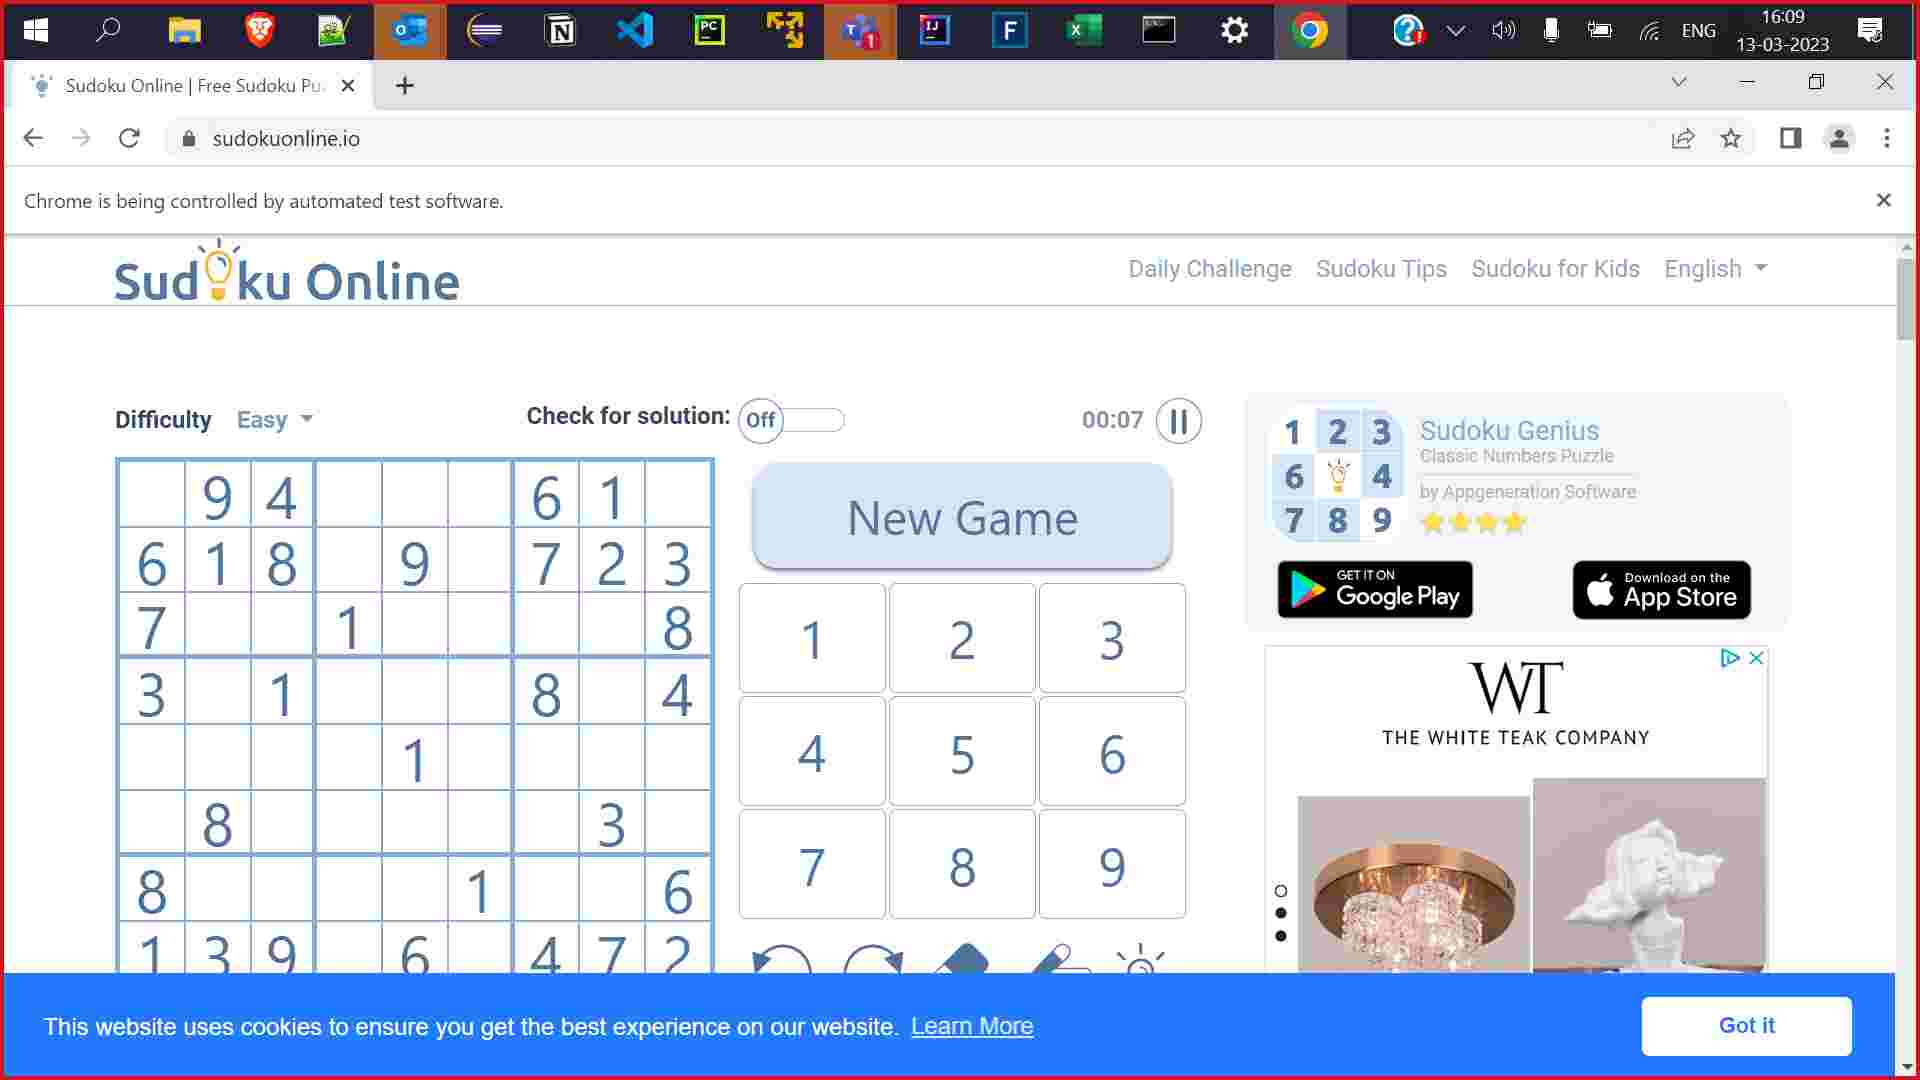 16:09
ENG
13-03-2023
Sudoku Online | Free Sudoku Pu
sudokuonline.io
Chrome is being controlled by automated test software.
Sudoku Online
Daily Challenge Sudoku Tips Sudoku for Kids English
Difficulty Easy
Check for solution: Off
00:07
New Game
9 4 6 1
6 1 8 9 7 2 3
7 1 8
3 1 8 4
1
8 3
8 1 6
1 3 9 6 4 7 2
1 2 3
4 5 6
7 8 9
1 2 3
6 4
7 8 9
Sudoku Genius
Classic Numbers Puzzle
by Appgeneration Software
GET IT ON
Google Play
Download on the
App Store
WT
THE WHITE TEAK COMPANY
This website uses cookies to ensure you get the best experience on our website. Learn More
Got it